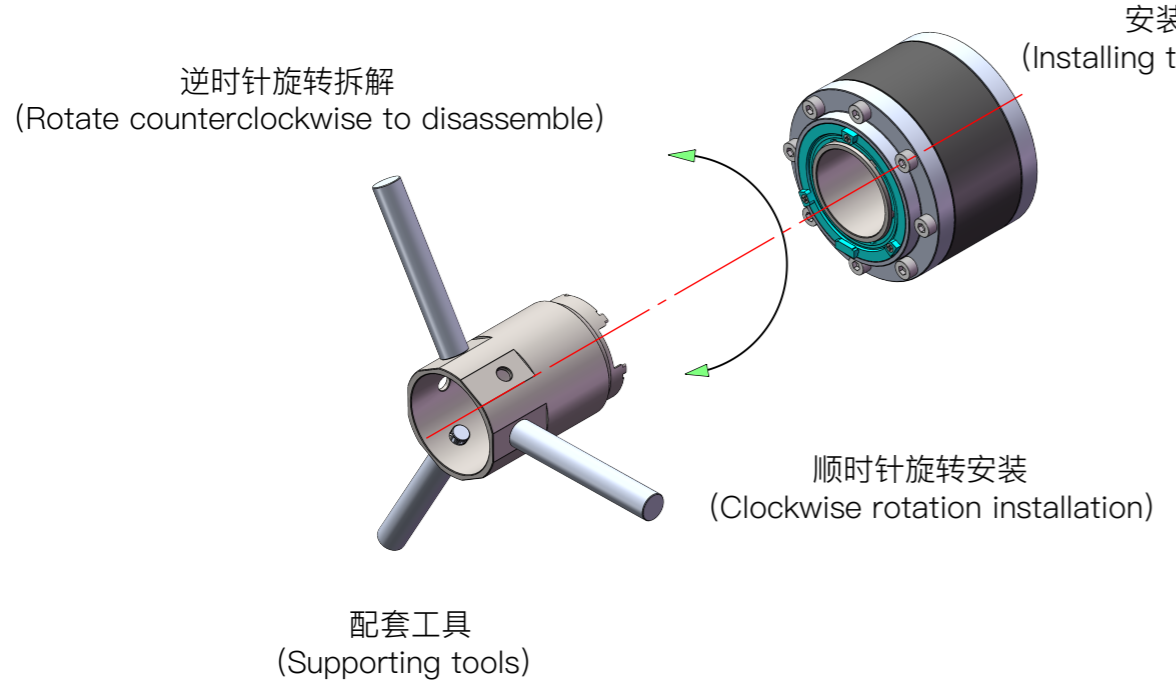 安装
(Installing t
逆时针旋转拆解
(Rotate counterclockwise to disassemble)
顺时针旋转安装
(Clockwise rotation installation)
配套工具
(Supporting tools)